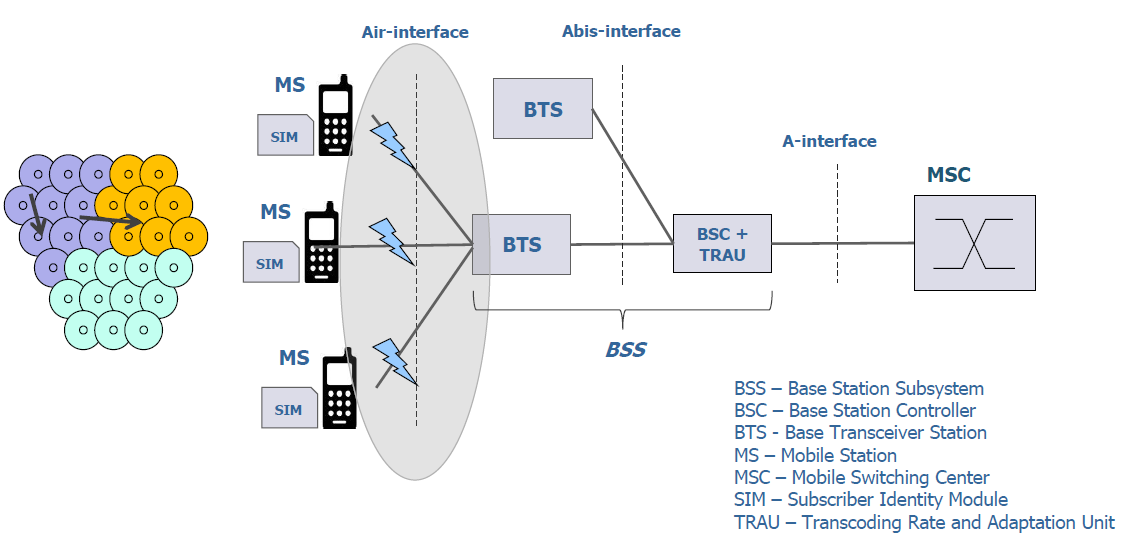 Air-interface
Abis-interface
MS
SIM
BTS
A-interface
MSC
MS
SIM
BTS
BSC +
TRAU
BSS
MS
SIM
BSS – Base Station Subsystem
BSC – Base Station Controller
BTS - Base Transceiver Station
MS – Mobile Station
MSC – Mobile Switching Center
SIM – Subscriber Identity Module
TRAU – Transcoding Rate and Adaptation Unit